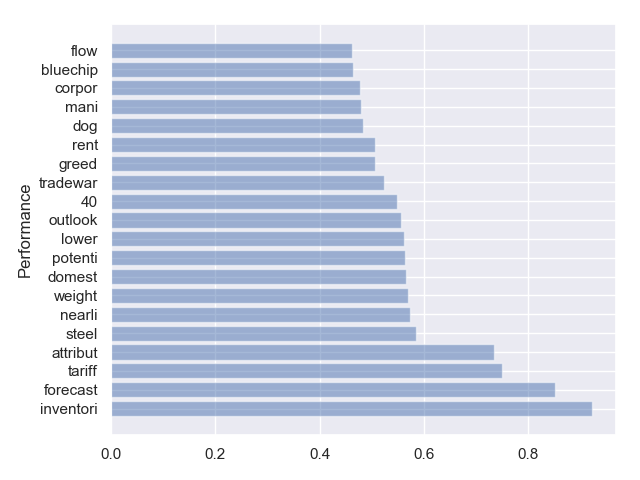 flow
bluechip
corpor
mani
dog
rent
greed
tradewar
40
outlook
lower
potenti
domest
weight
nearli
steel
attribut
tariff
forecast
inventori
Performance
0.0 0.2 0.4 0.6 0.8